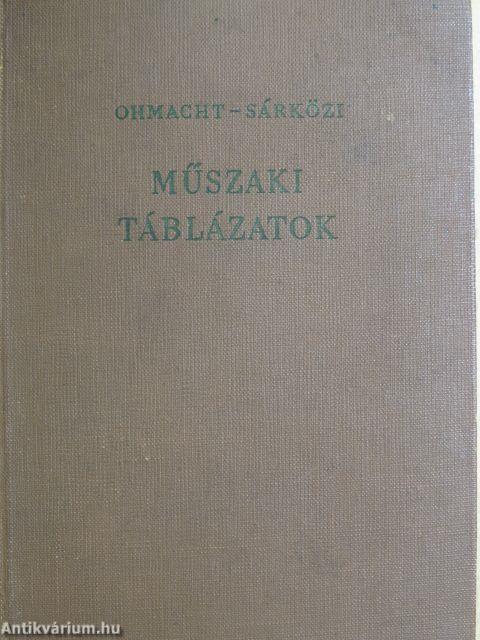 OHMACHT–SÁRKÖZI
MŰSZAKI
TÁBLÁZATOK
Antikvárium.hu